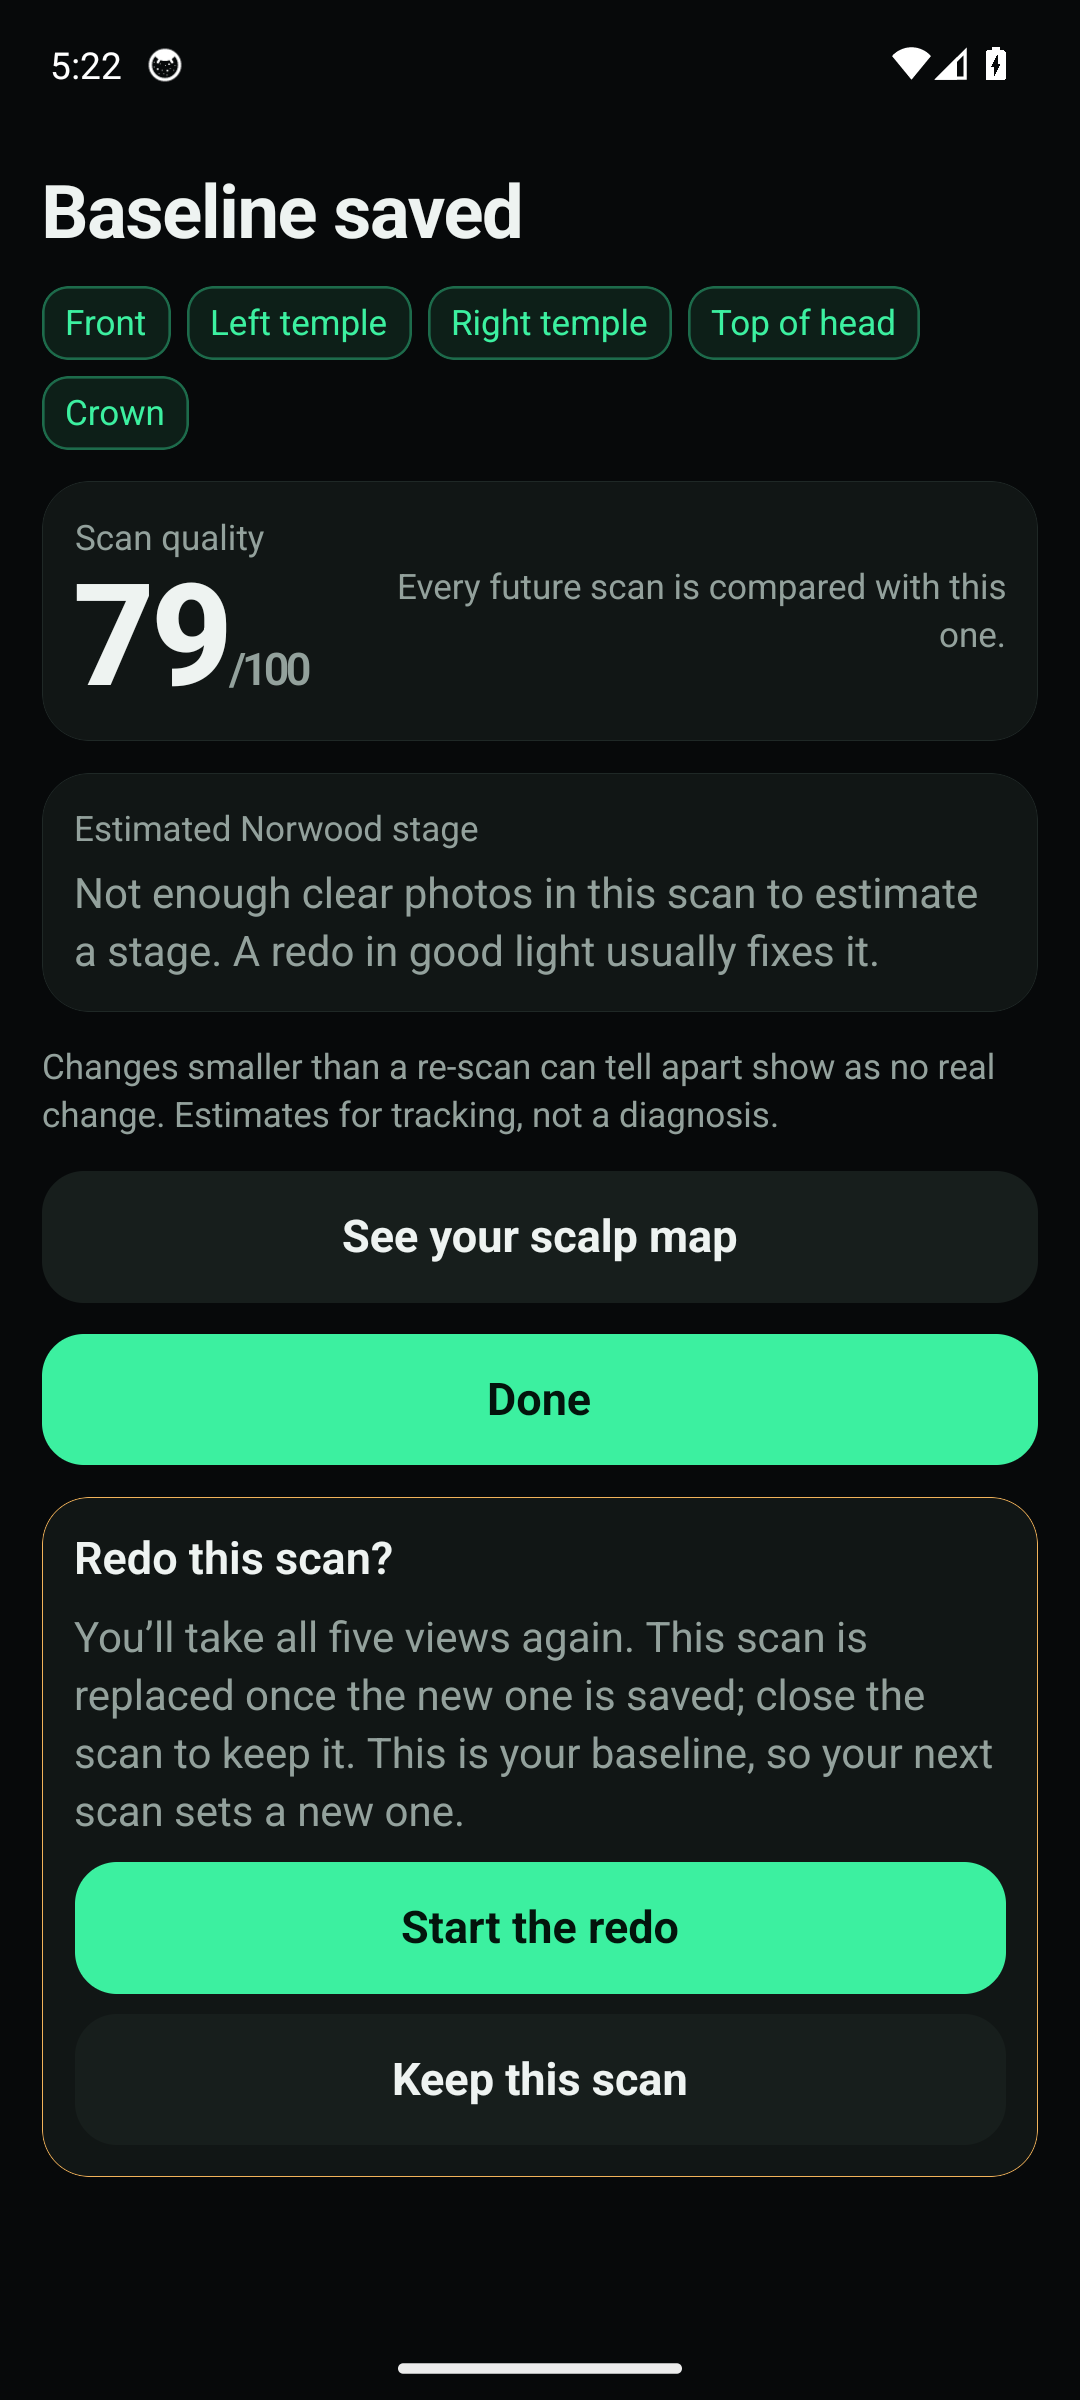 5:22
Baseline saved
Front
Left temple
Right temple
Top of head
Crown
Scan quality
79/100
Every future scan is compared with this
one.
Estimated Norwood stage
Not enough clear photos in this scan to estimate
a stage. A redo in good light usually fixes it.
Changes smaller than a re-scan can tell apart show as no real
change. Estimates for tracking, not a diagnosis.
See your scalp map
Done
Redo this scan?
You’ll take all five views again. This scan is
replaced once the new one is saved; close the
scan to keep it. This is your baseline, so your next
scan sets a new one.
Start the redo
Keep this scan